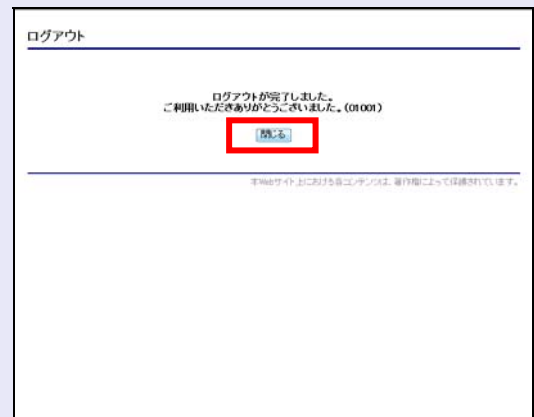 ログアウト
ログアウトが完了しました。
ご利用いただきありがとうございました。(01001)
閉じる
本Webサイト上における各コンテンツは、著作権によって保護されています。